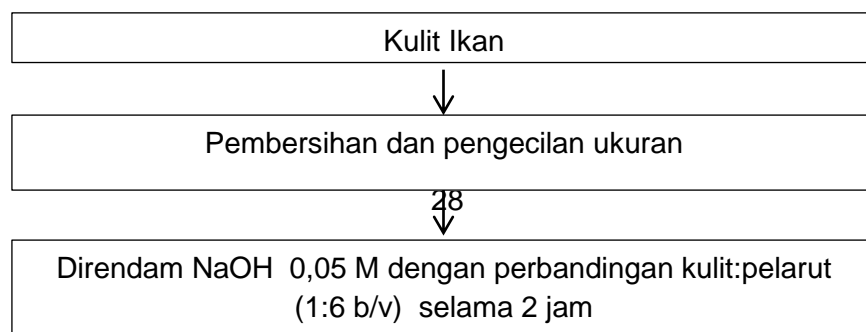 Kulit Ikan
Pembersihan dan pengecilan ukuran
28
Direndam NaOH 0,05 M dengan perbandingan kulit:pelarut
(1:6 b/v) selama 2 jam